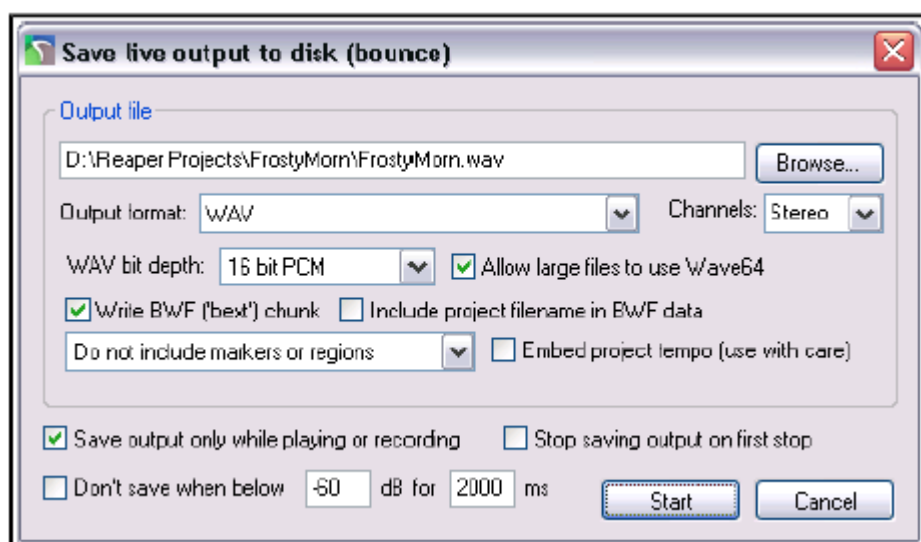 Save live output to disk (bounce)
Output file
D:\Reaper Projects\FrostyMorn\FrostyMorn.wav
Browse...
Output format: WAV Channels: Stereo
WAV bit depth: 16 bit PCM Allow large files to use Wave64
Write BWF ('bext') chunk Include project filename in BWF data
Do not include markers or regions Embed project tempo (use with care)
Save output only while playing or recording Stop saving output on first stop
Don't save when below -60 dB for 2000 ms Start Cancel